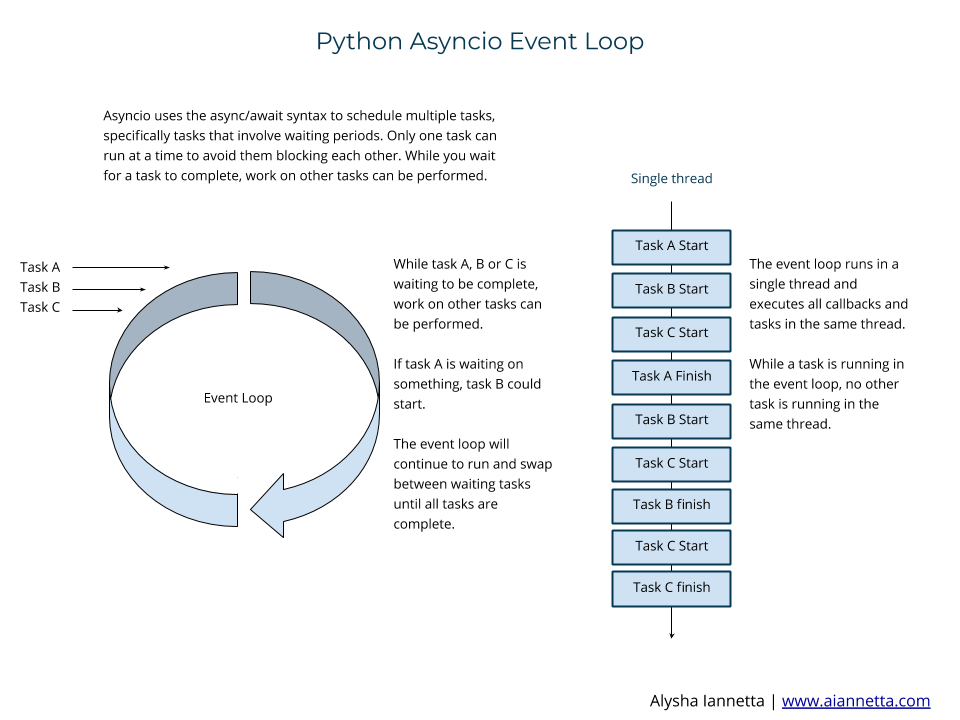 Python Asyncio Event Loop
Asyncio uses the async/await syntax to schedule multiple tasks,
specifically tasks that involve waiting periods. Only one task can
run at a time to avoid them blocking each other. While you wait
for a task to complete, work on other tasks can be performed.
Task A
Task B
Task C
Event Loop
While task A, B or C is
waiting to be complete,
work on other tasks can
be performed.
If task A is waiting on
something, task B could
start.
The event loop will
continue to run and swap
between waiting tasks
until all tasks are
complete.
Single thread
Task A Start
Task B Start
Task C Start
Task A Finish
Task B Start
Task C Start
Task B finish
Task C Start
Task C finish
The event loop runs in a
single thread and
executes all callbacks and
tasks in the same thread.
While a task is running in
the event loop, no other
task is running in the
same thread.
Alysha Iannetta | www.aiannetta.com